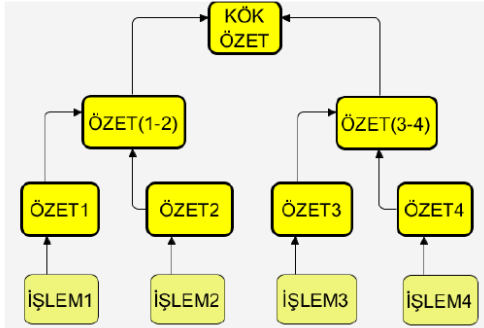 KÖK
ÖZET
ÖZET(1-2)
ÖZET(3-4)
ÖZET1
ÖZET2
ÖZET3
ÖZET4
İŞLEM1
İŞLEM2
İŞLEM3
İŞLEM4